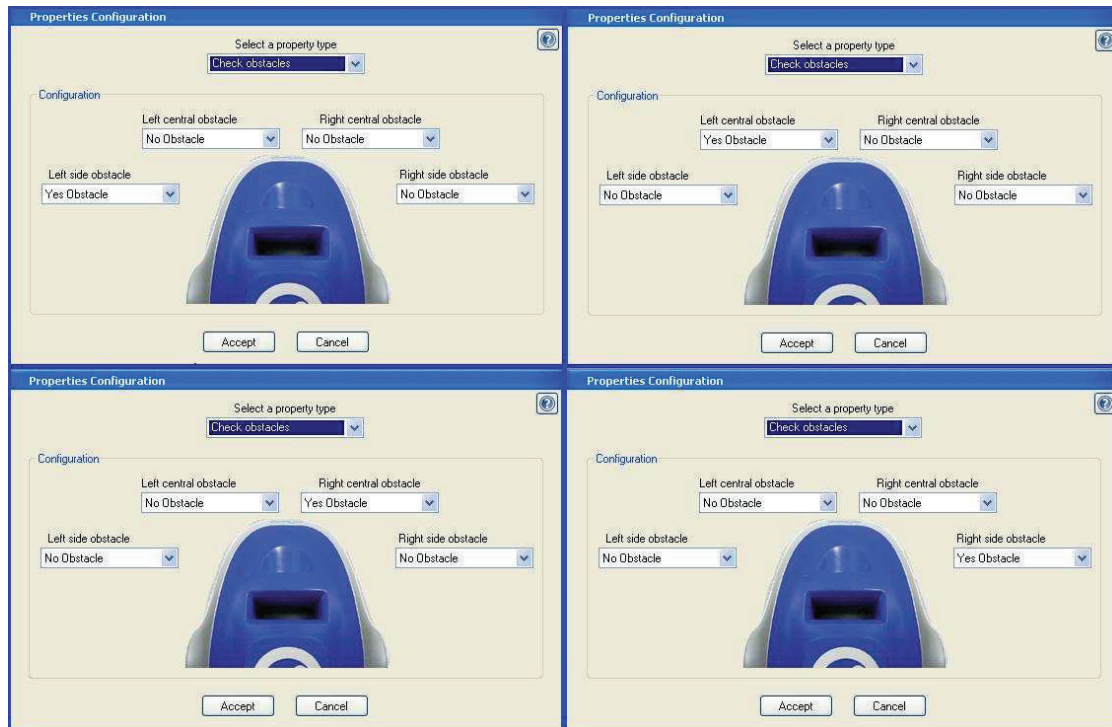 Properties Configuration
Select a property type
Check obstacles
Configuration
Left central obstacle Right central obstacle
No Obstacle No Obstacle
Left side obstacle Right side obstacle
Yes Obstacle No Obstacle
Accept Cancel
Properties Configuration
Select a property type
Check obstacles
Configuration
Left central obstacle Right central obstacle
Yes Obstacle No Obstacle
Left side obstacle Right side obstacle
No Obstacle No Obstacle
Accept Cancel
Properties Configuration
Select a property type
Check obstacles
Configuration
Left central obstacle Right central obstacle
No Obstacle Yes Obstacle
Left side obstacle Right side obstacle
No Obstacle No Obstacle
Accept Cancel
Properties Configuration
Select a property type
Check obstacles
Configuration
Left central obstacle Right central obstacle
No Obstacle No Obstacle
Left side obstacle Right side obstacle
No Obstacle Yes Obstacle
Accept Cancel